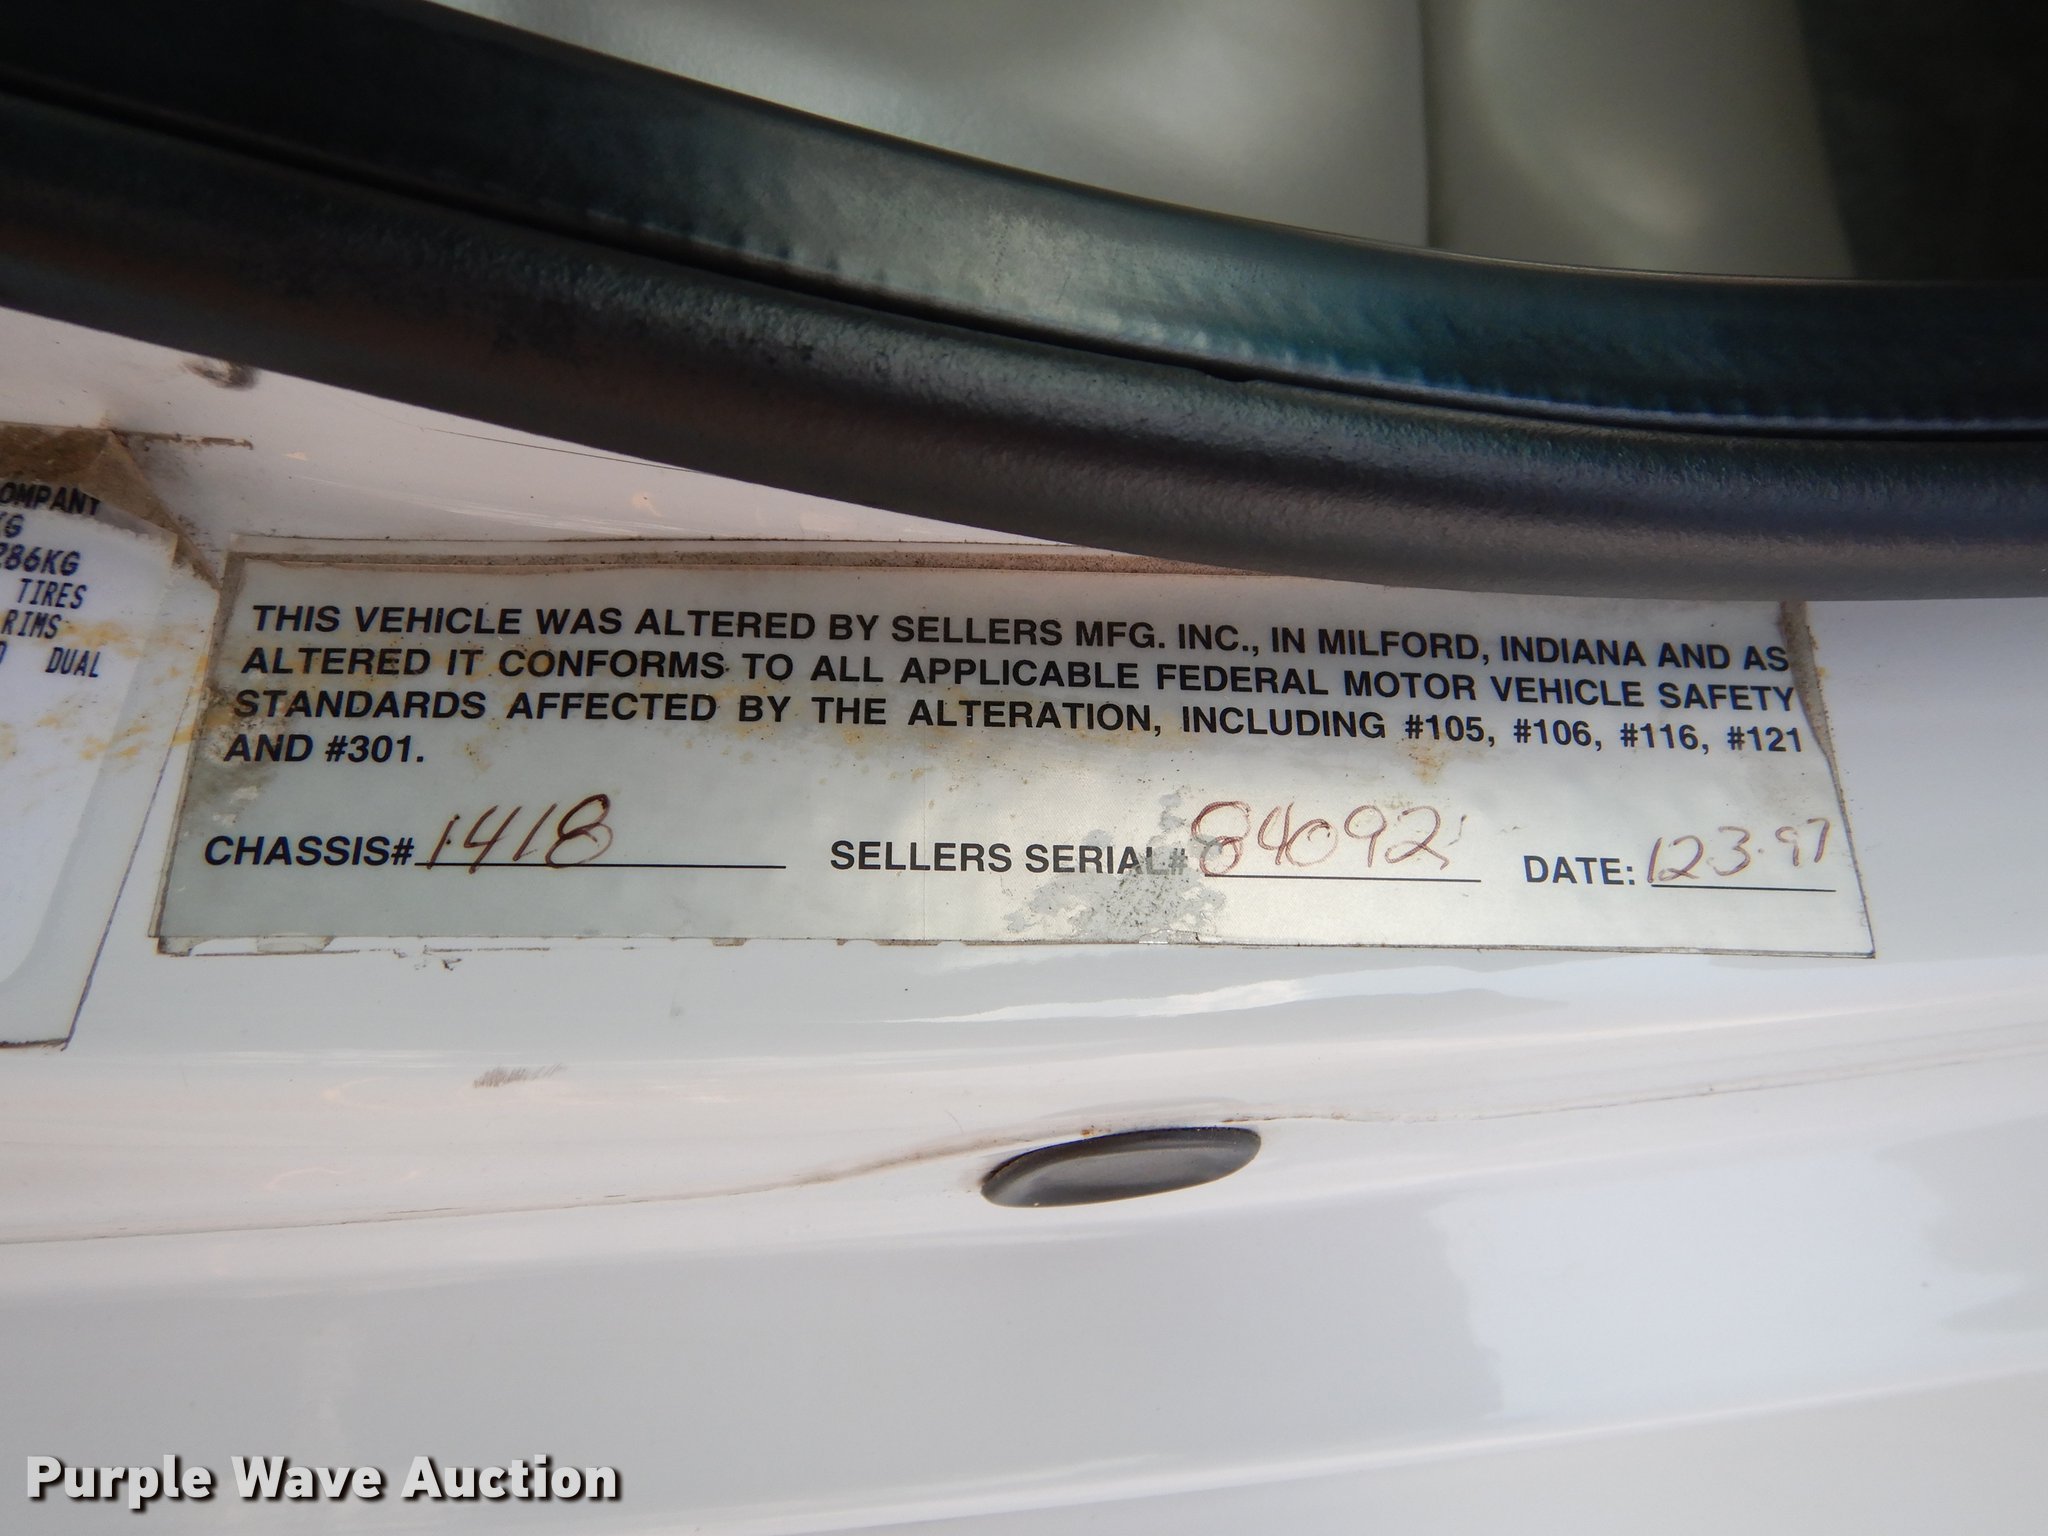 OMPANY
KG
286KG
TIRES
RIMS
DUAL
THIS VEHICLE WAS ALTERED BY SELLERS MFG. INC., IN MILFORD, INDIANA AND AS
ALTERED IT CONFORMS TO ALL APPLICABLE FEDERAL MOTOR VEHICLE SAFETY
STANDARDS AFFECTED BY THE ALTERATION, INCLUDING #105, #106, #116, #121
AND #301.
CHASSIS# 1418 SELLERS SERIAL# 84092 DATE: 12-3-97
Purple Wave Auction